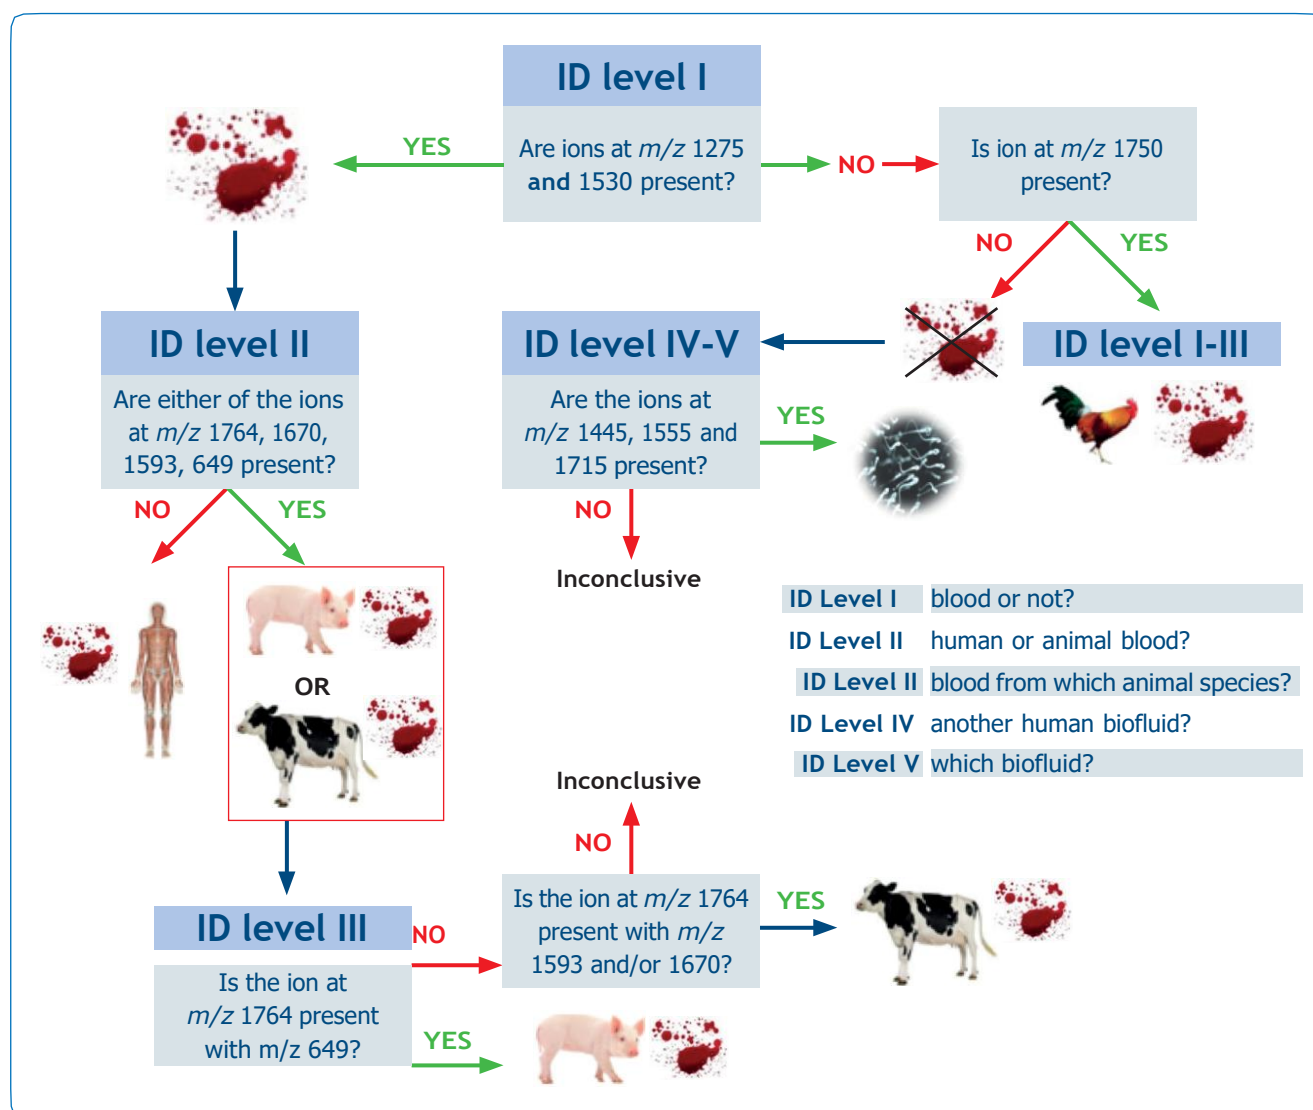 ID level I
Are ions at m/z 1275
and 1530 present?
YES
NO
Is ion at m/z 1750
present?
NO
YES
ID level II
Are either of the ions
at m/z 1764, 1670,
1593, 649 present?
ID level IV-V
Are the ions at
m/z 1445, 1555 and
1715 present?
YES
ID level I-III
NO
YES
NO
Inconclusive
OR
ID Level I blood or not?
ID Level II human or animal blood?
ID Level II blood from which animal species?
ID Level IV another human biofluid?
ID Level V which biofluid?
Inconclusive
NO
ID level III
Is the ion at
m/z 1764 present
with m/z 649?
NO
Is the ion at m/z 1764
present with m/z
1593 and/or 1670?
YES
YES